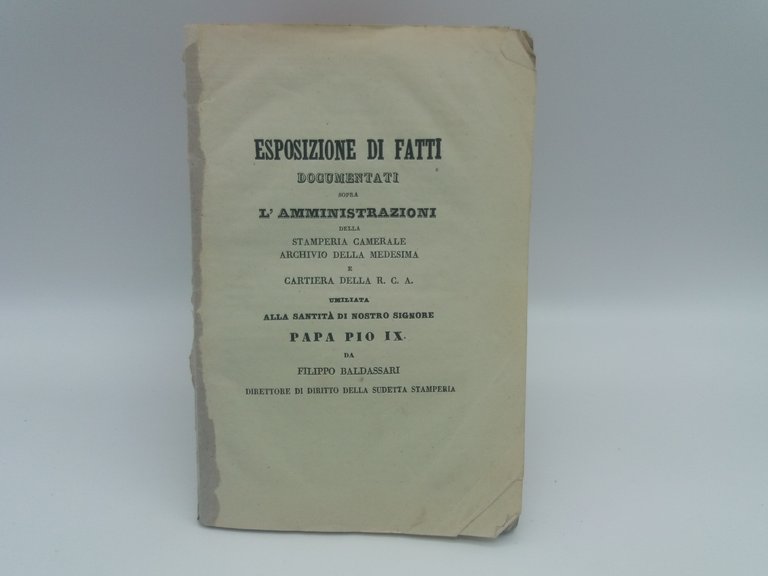 ESPOSIZIONE DI FATTI
DOCUMENTATI
SOPRA
L' AMMINISTRAZIONI
DELLA
STAMPERIA CAMERALE
ARCHIVIO DELLA MEDESIMA
E
CARTIERA DELLA R. C. A.
UMILIATA
ALLA SANTITÀ DI NOSTRO SIGNORE
PAPA PIO IX.
DA
FILIPPO BALDASSARI
DIRETTORE DI DIRITTO DELLA SUDETTA STAMPERIA